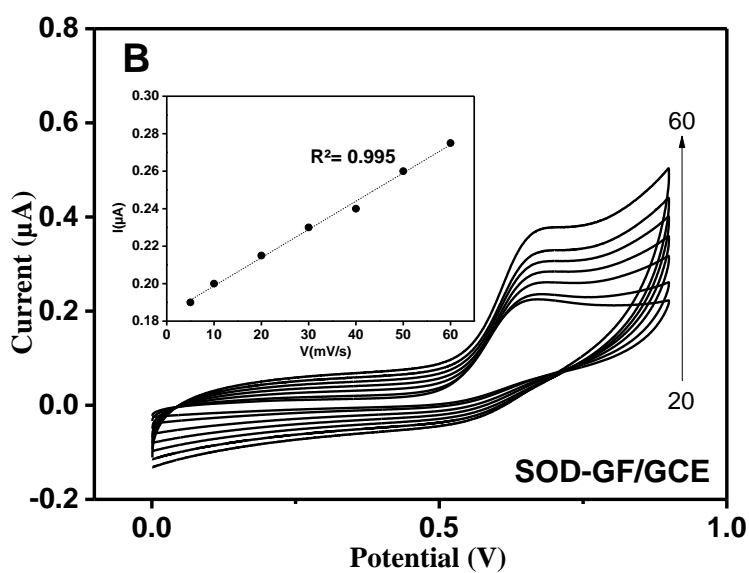 B
0.8
0.6
0.4
0.2
0.0
-0.2
Current (µA)
0.30
0.28
0.26
0.24
0.22
0.20
0.18
I(µA)
R²= 0.995
0 10 20 30 40 50 60
V(mV/s)
60
20
SOD-GF/GCE
0.0 0.5 1.0
Potential (V)